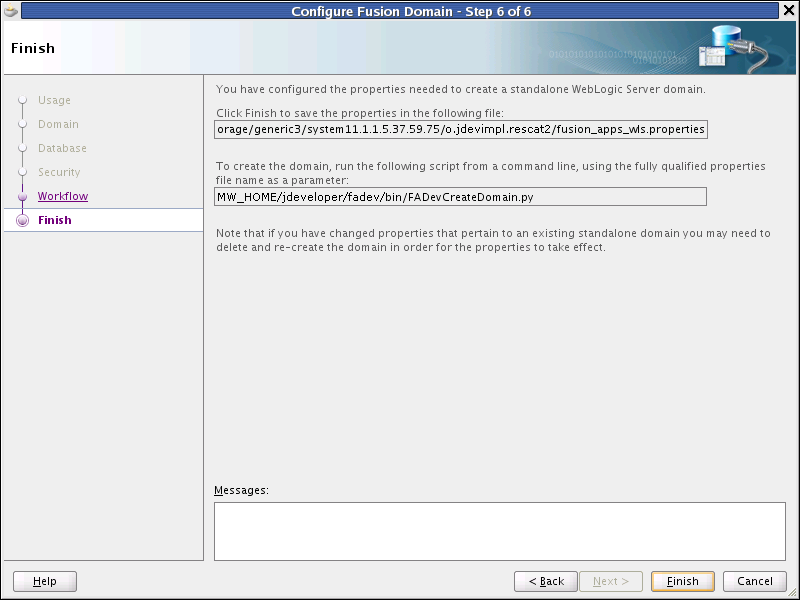 Configure Fusion Domain - Step 6 of 6
Finish
Usage
Domain
Database
Security
Workflow
Finish
You have configured the properties needed to create a standalone WebLogic Server domain.
Click Finish to save the properties in the following file:
orage/generic3/system11.1.1.5.37.59.75/o.jdevimpl.rescat2/fusion_apps_wls.properties
To create the domain, run the following script from a command line, using the fully qualified properties
file name as a parameter:
MW_HOME/jdeveloper/fadev/bin/FADevCreateDomain.py
Note that if you have changed properties that pertain to an existing standalone domain you may need to
delete and re-create the domain in order for the properties to take effect.
Messages:
Help
< Back
Next >
Finish
Cancel